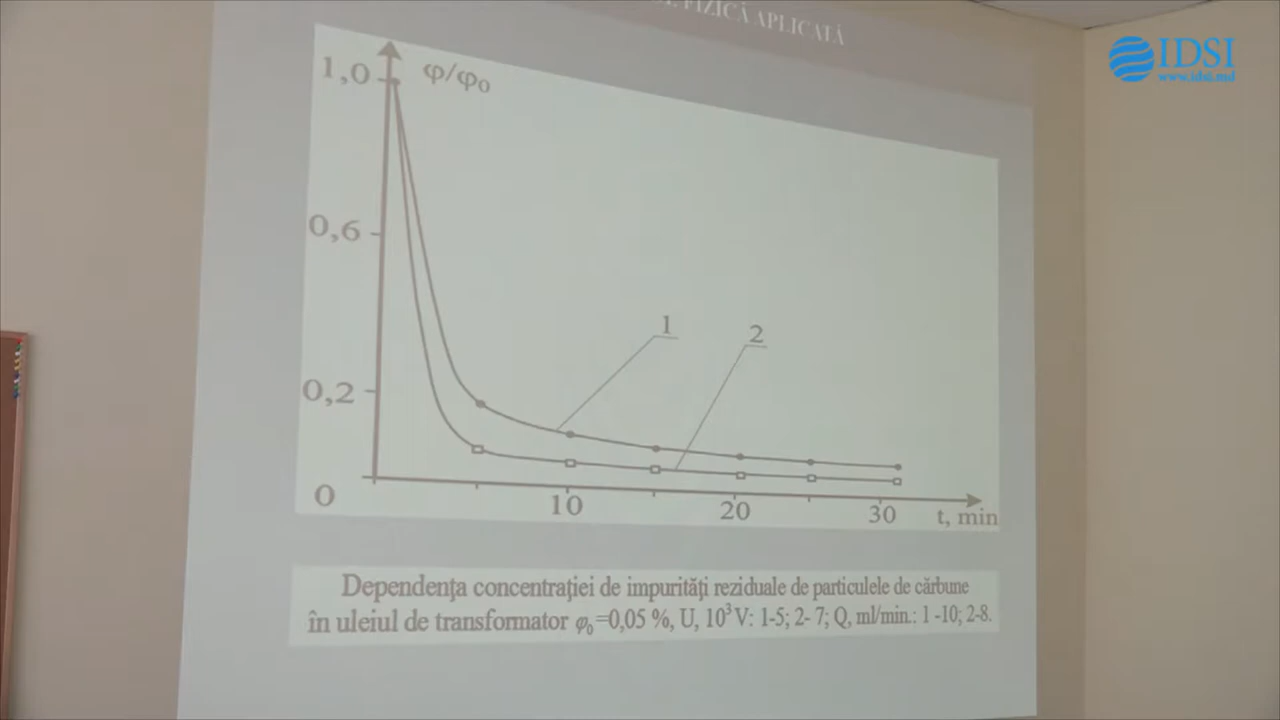 FIZICĂ APLICATĂ
IDSI
www.idsi.md
1,0
φ/φ₀
0,6
1
2
0,2
0
10
20
30
t, min
Dependenţa concentraţiei de impurităţi reziduale de particulele de cărbune
în uleiul de transformator φ₀=0,05 %, U, 10³ V: 1-5; 2- 7; Q, ml/min.: 1 -10; 2-8.